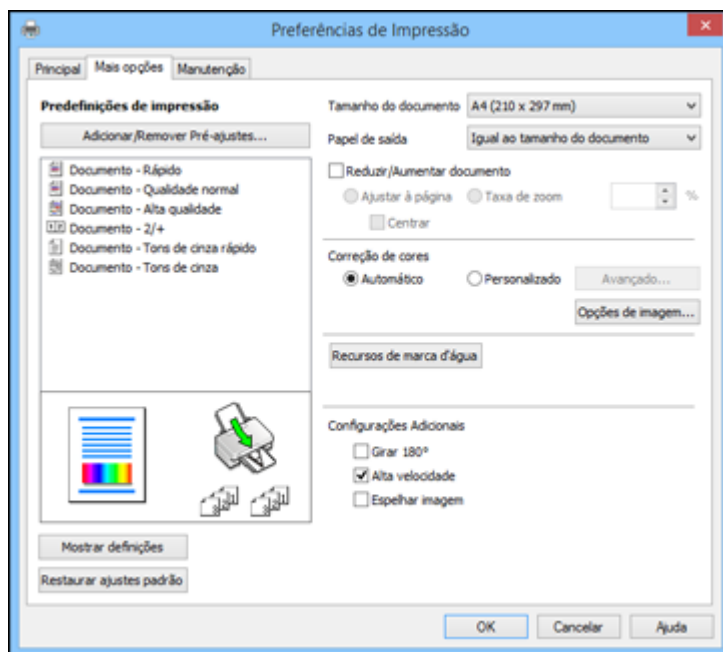 Preferências de Impressão
Principal
Mais opções
Manutenção
Predefinições de impressão
Adicionar/Remover Pré-ajustes...
Documento - Rápido
Documento - Qualidade normal
Documento - Alta qualidade
Documento - 2/+
Documento - Tons de cinza rápido
Documento - Tons de cinza
Mostrar definições
Restaurar ajustes padrão
Tamanho do documento
A4 (210 x 297 mm)
Papel de saída
Igual ao tamanho do documento
Reduzir/Aumentar documento
Ajustar à página
Taxa de zoom
%
Centrar
Correção de cores
Automático
Personalizado
Avançado...
Opções de imagem...
Recursos de marca d'água
Configurações Adicionais
Girar 180º
Alta velocidade
Espelhar imagem
OK
Cancelar
Ajuda